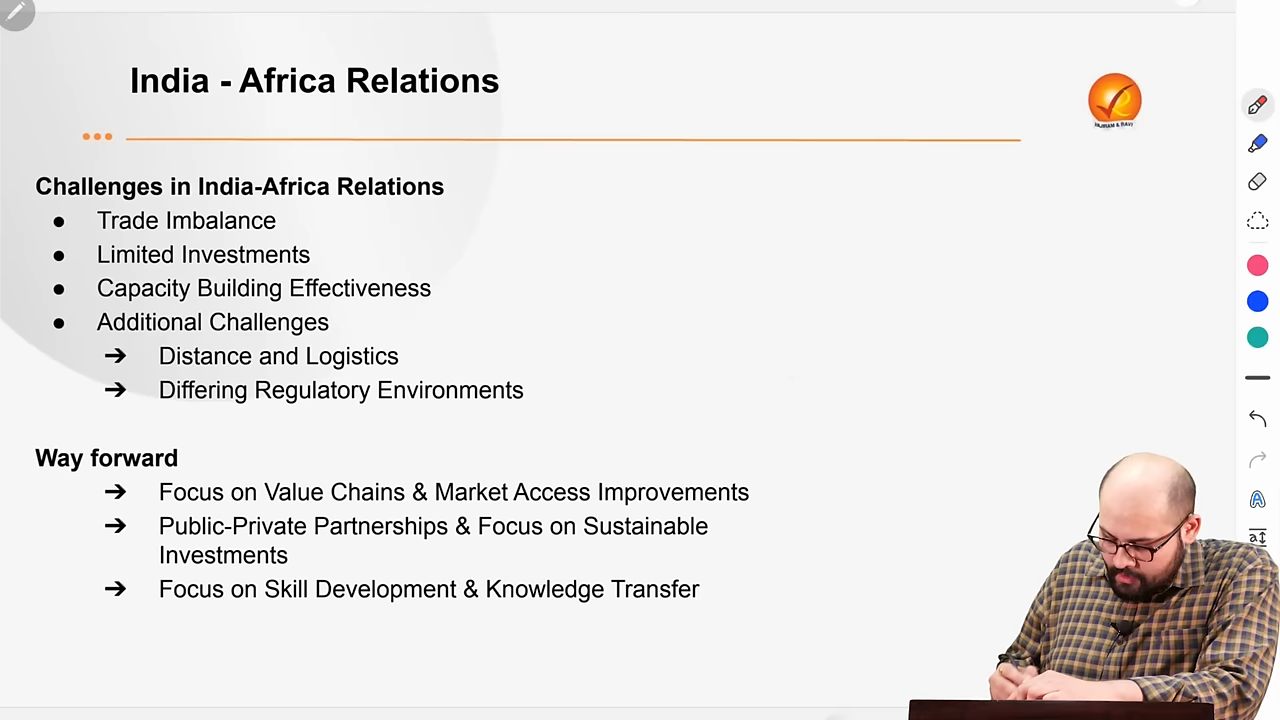 India - Africa Relations
VAJIRAM & RAVI
Challenges in India-Africa Relations
● Trade Imbalance
● Limited Investments
● Capacity Building Effectiveness
● Additional Challenges
➔ Distance and Logistics
➔ Differing Regulatory Environments
Way forward
➔ Focus on Value Chains & Market Access Improvements
➔ Public-Private Partnerships & Focus on Sustainable
Investments
➔ Focus on Skill Development & Knowledge Transfer
A
a